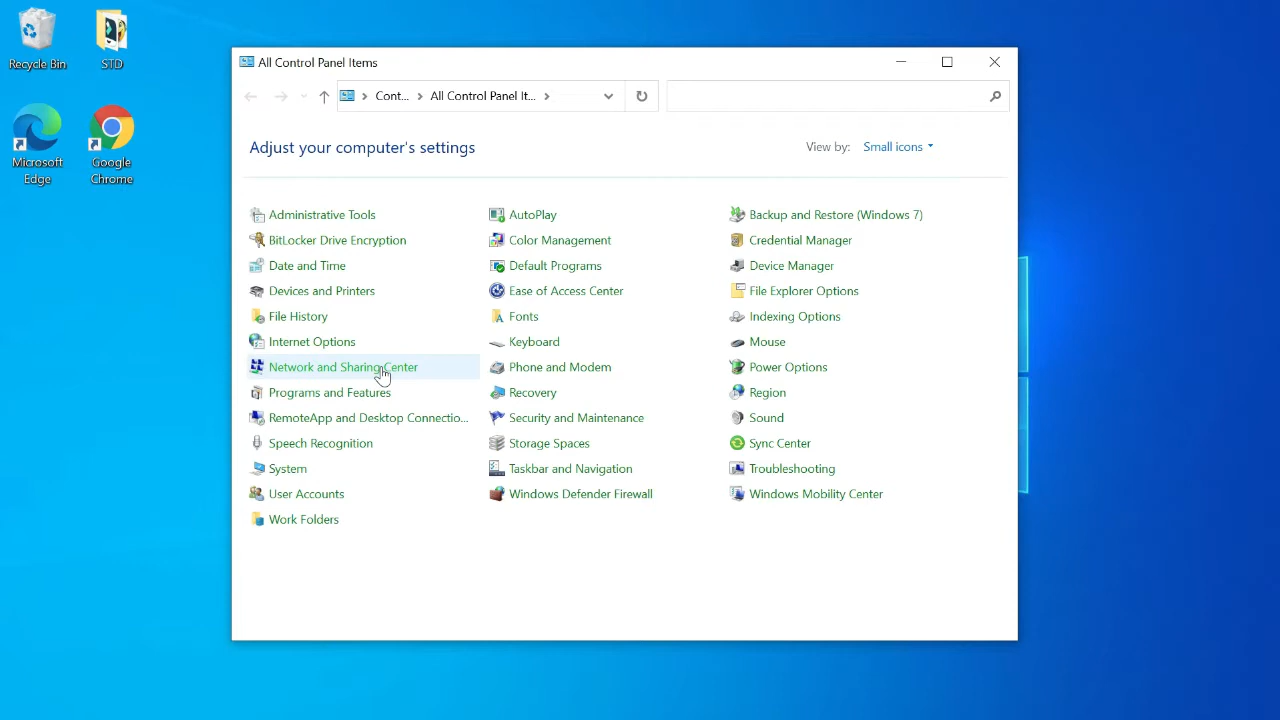 Recycle Bin
STD
Microsoft
Edge
Google
Chrome
All Control Panel Items
Cont...
All Control Panel It...
Adjust your computer's settings
View by:
Small icons
Administrative Tools
AutoPlay
Backup and Restore (Windows 7)
BitLocker Drive Encryption
Color Management
Credential Manager
Date and Time
Default Programs
Device Manager
Devices and Printers
Ease of Access Center
File Explorer Options
File History
Fonts
Indexing Options
Internet Options
Keyboard
Mouse
Network and Sharing Center
Phone and Modem
Power Options
Programs and Features
Recovery
Region
RemoteApp and Desktop Connectio...
Security and Maintenance
Sound
Speech Recognition
Storage Spaces
Sync Center
System
Taskbar and Navigation
Troubleshooting
User Accounts
Windows Defender Firewall
Windows Mobility Center
Work Folders